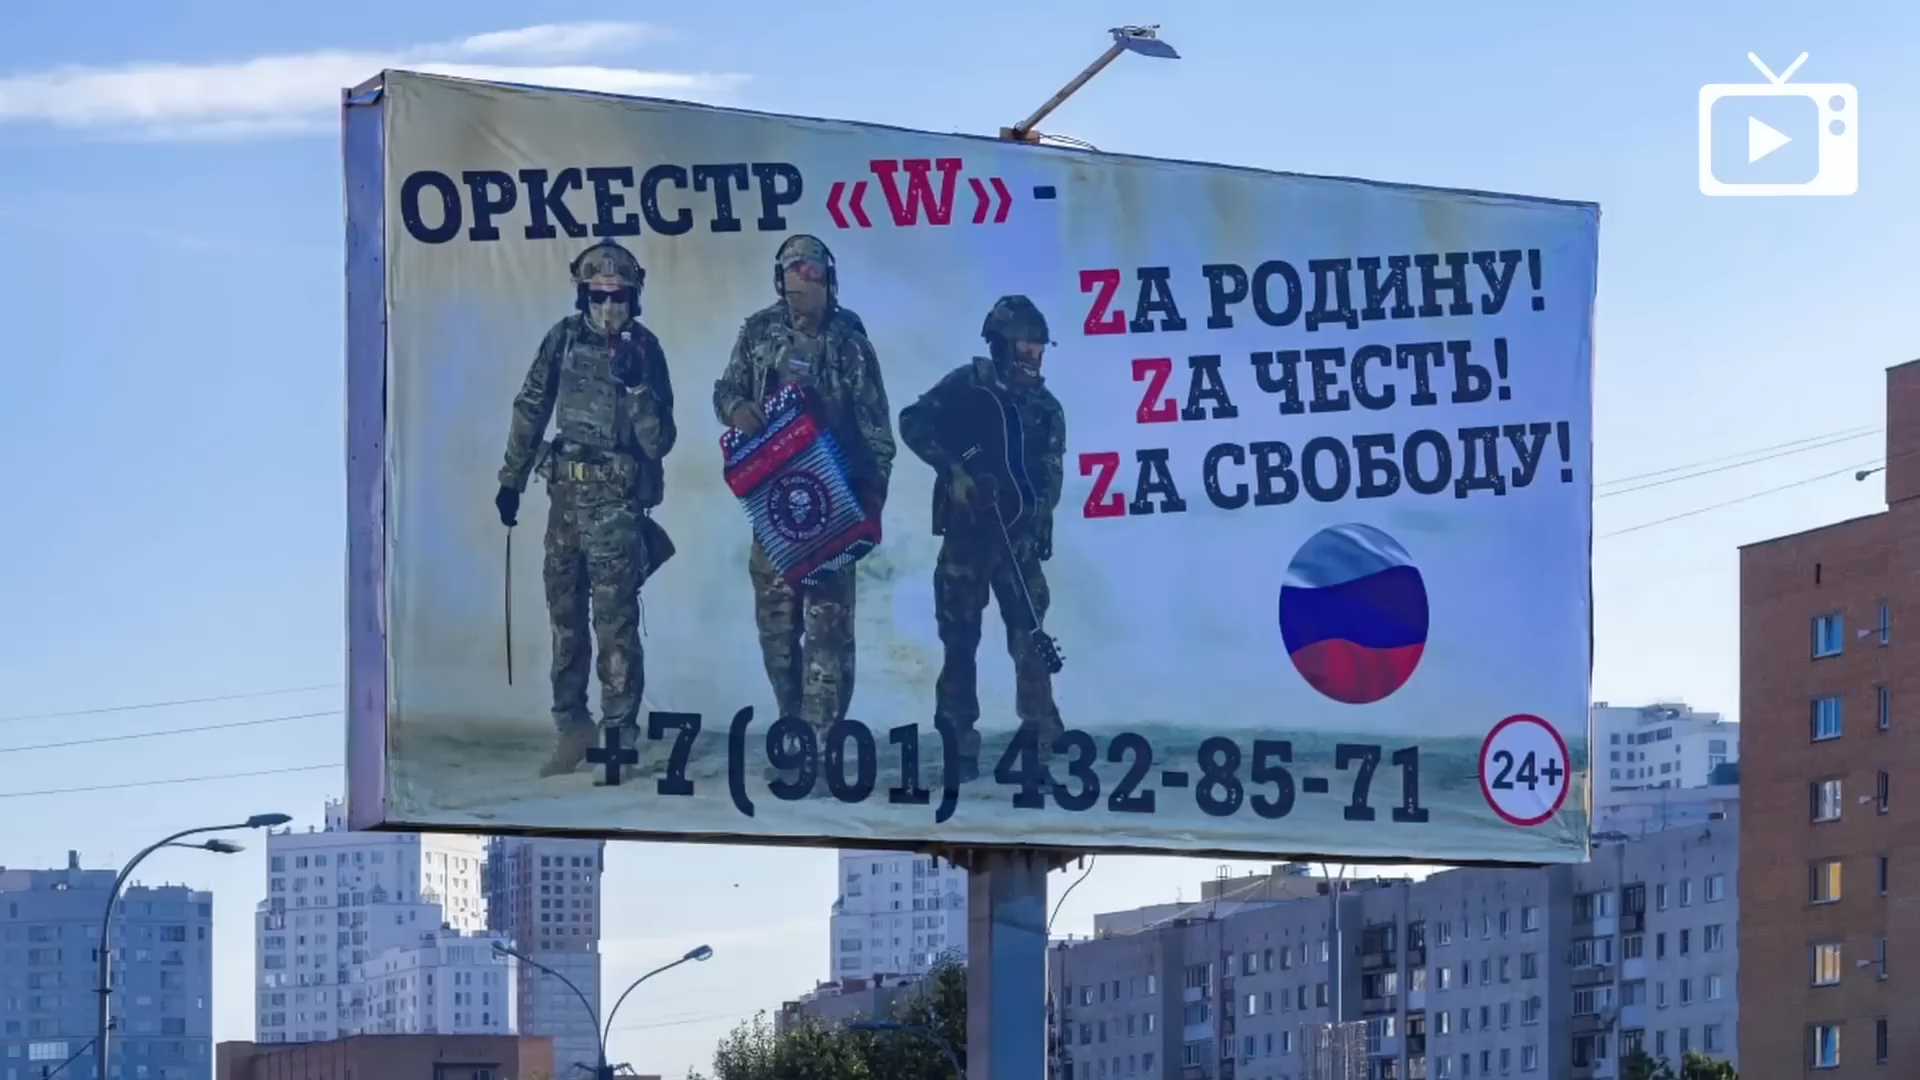 ОРКЕСТР «W» -
ZА РОДИНУ!
ZА ЧЕСТЬ!
ZА СВОБОДУ!
+7 (901) 432-85-71
24+